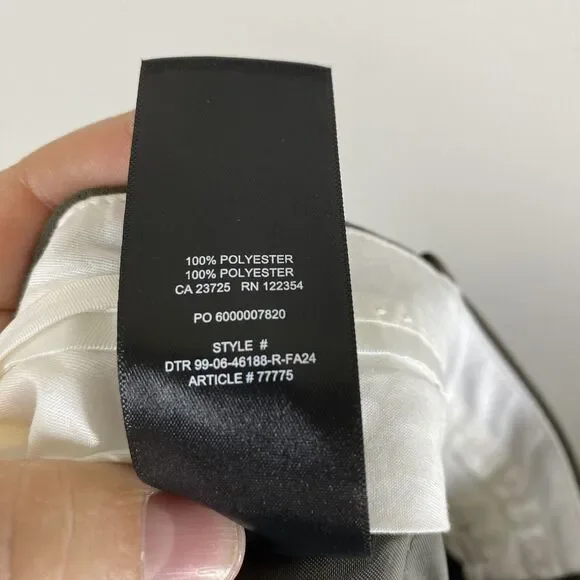 100% POLYESTER
100% POLYESTER
CA 23725 RN 122354
PO 6000007820
STYLE #
DTR 99-06-46188-R-FA24
ARTICLE # 77775